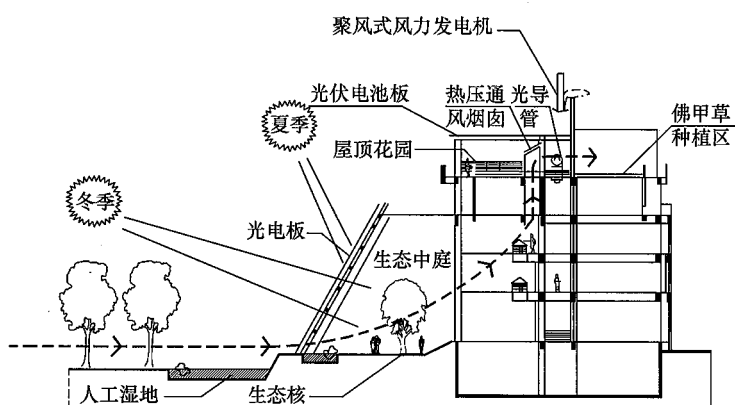 聚风式风力发电机
光伏电池板
热压通
风烟囱
光导
管
夏季
佛甲草
种植区
屋顶花园
冬季
光电板
生态中庭
人工湿地
生态核